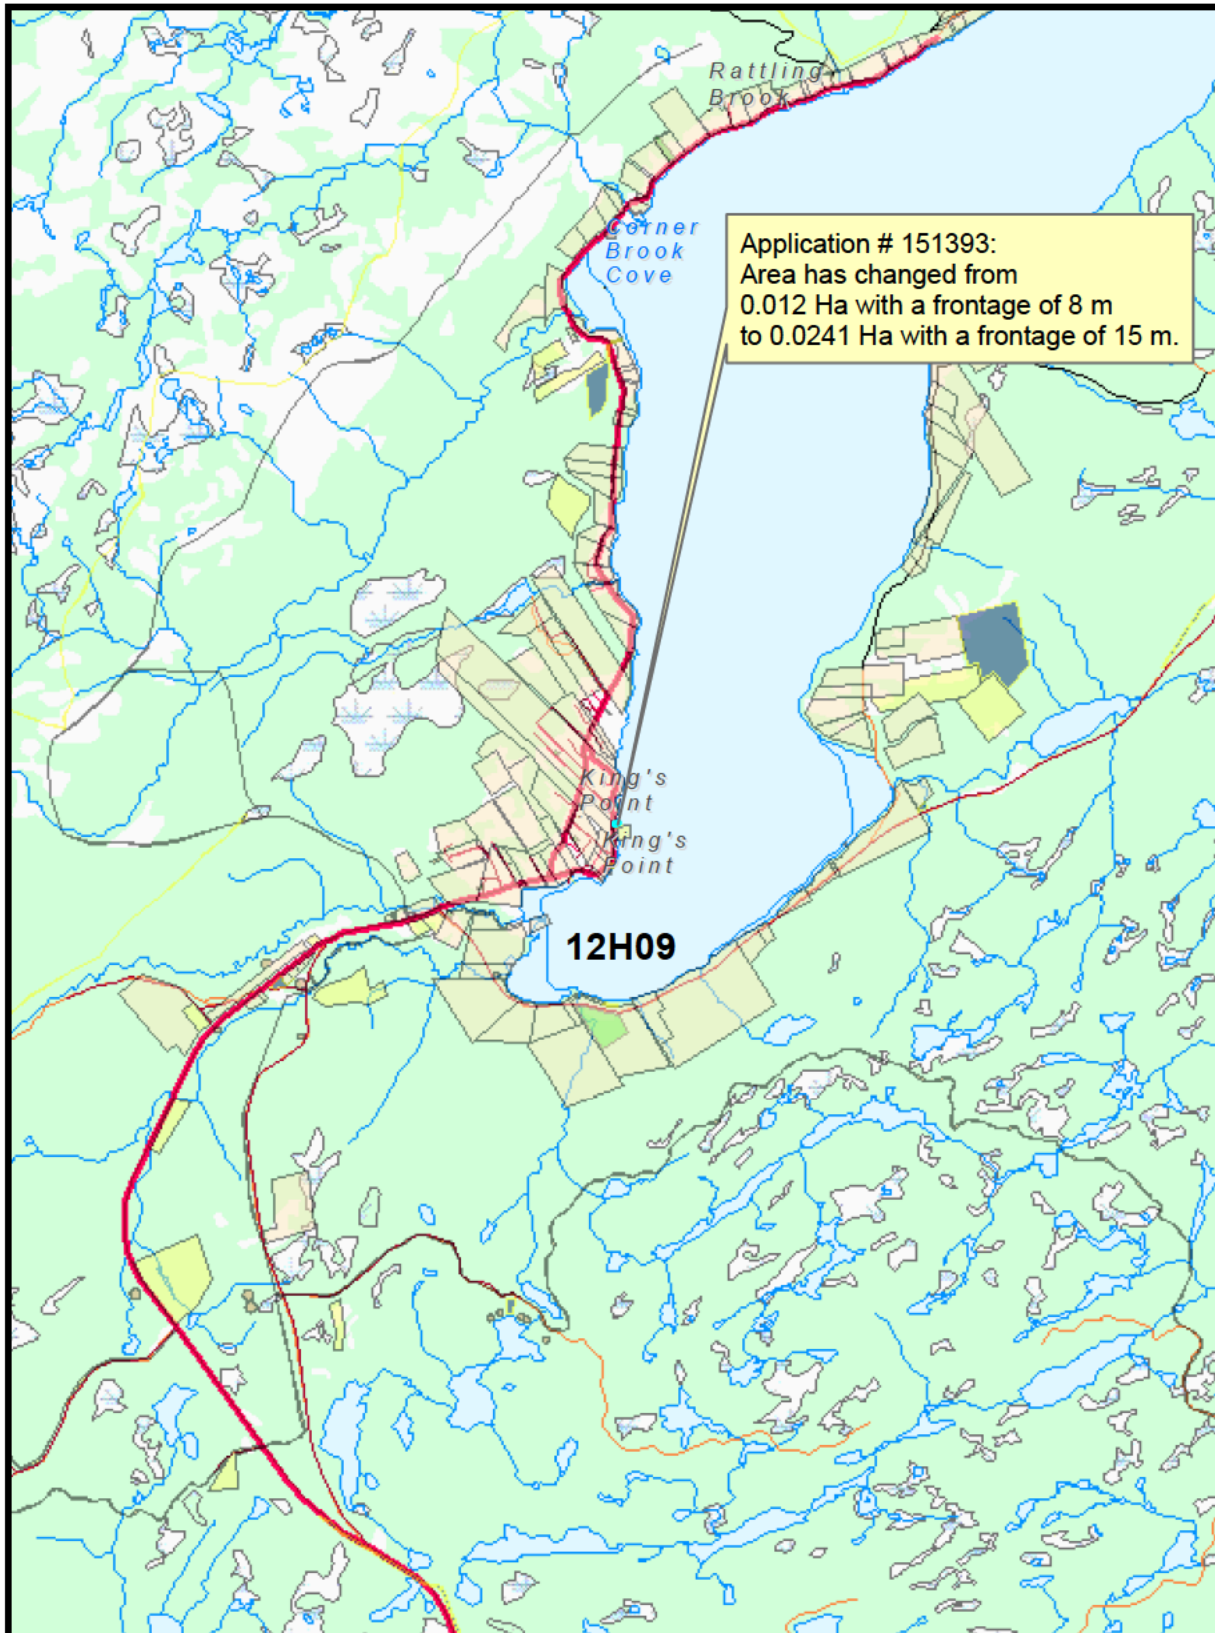 Rattling
Brook
Corner
Brook
Cove
Application # 151393:
Area has changed from
0.012 Ha with a frontage of 8 m
to 0.0241 Ha with a frontage of 15 m.
King's
Point
King's
Point
12H09